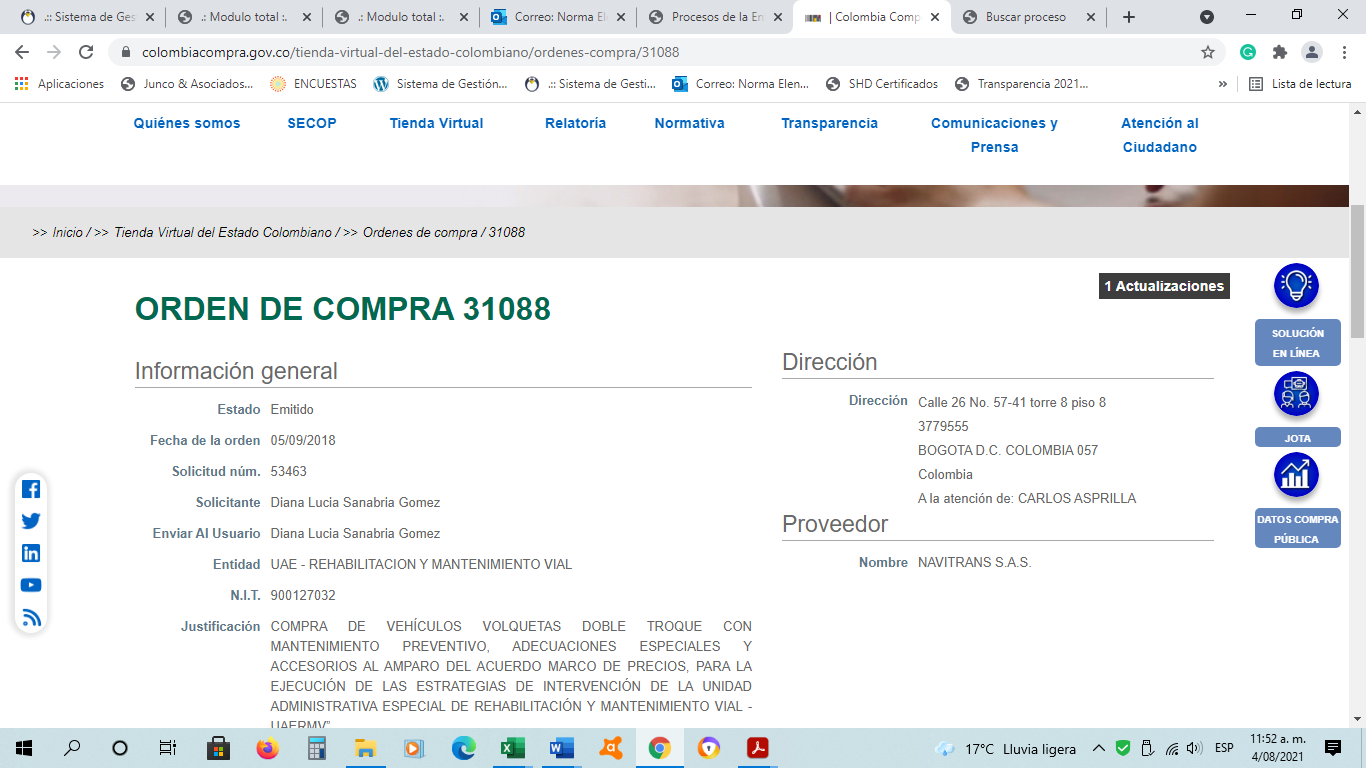 .:: Sistema de Ges
.: Modulo total :.
.: Modulo total :.
Correo: Norma El
Procesos de la En
| Colombia Comp
Buscar proceso
colombiacompra.gov.co/tienda-virtual-del-estado-colombiano/ordenes-compra/31088
Aplicaciones
Junco & Asociados...
ENCUESTAS
Sistema de Gestión...
.:: Sistema de Gesti...
Correo: Norma Elen...
SHD Certificados
Transparencia 2021...
»
Lista de lectura
Quiénes somos
SECOP
Tienda Virtual
Relatoría
Normativa
Transparencia
Comunicaciones y
Prensa
Atención al
Ciudadano
>> Inicio / >> Tienda Virtual del Estado Colombiano / >> Ordenes de compra / 31088
1 Actualizaciones
ORDEN DE COMPRA 31088
Información general
Estado Emitido
Fecha de la orden 05/09/2018
Solicitud núm. 53463
Solicitante Diana Lucia Sanabria Gomez
Enviar Al Usuario Diana Lucia Sanabria Gomez
Entidad UAE - REHABILITACION Y MANTENIMIENTO VIAL
N.I.T. 900127032
Justificación COMPRA DE VEHÍCULOS VOLQUETAS DOBLE TROQUE CON
MANTENIMIENTO PREVENTIVO, ADECUACIONES ESPECIALES Y
ACCESORIOS AL AMPARO DEL ACUERDO MARCO DE PRECIOS, PARA LA
EJECUCIÓN DE LAS ESTRATEGIAS DE INTERVENCIÓN DE LA UNIDAD
ADMINISTRATIVA ESPECIAL DE REHABILITACIÓN Y MANTENIMIENTO VIAL -
UAERMV"
Dirección
Dirección Calle 26 No. 57-41 torre 8 piso 8
3779555
BOGOTA D.C. COLOMBIA 057
Colombia
A la atención de: CARLOS ASPRILLA
Proveedor
Nombre NAVITRANS S.A.S.
SOLUCIÓN
EN LÍNEA
JOTA
DATOS COMPRA
PÚBLICA
17°C Lluvia ligera
ESP
11:52 a. m.
4/08/2021